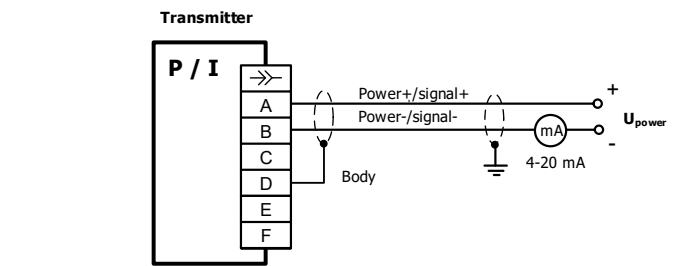 Transmitter
P / I
A
Power+/signal+
+
B
Power-/signal-
mA
U power
-
C
4-20 mA
D
Body
E
F